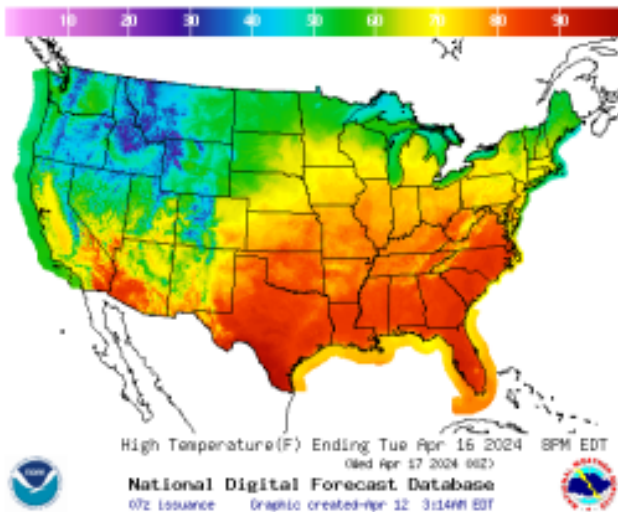 10 20 30 40 50 60 70 80 90
High Temperature(F) Ending Tue Apr 16 2024 8PM EDT
(Wed Apr 17 2024 00Z)
National Digital Forecast Database
07z issuance Graphic created-Apr 12 3:14AM EDT